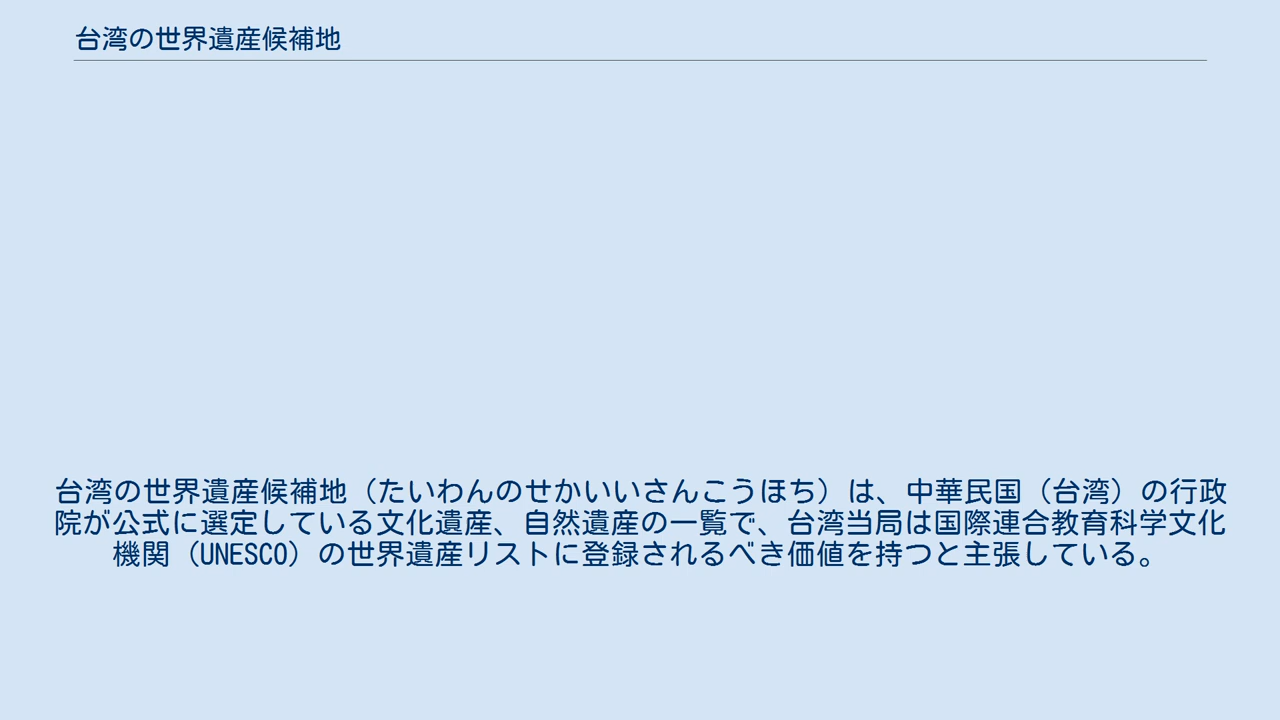 台湾の世界遺産候補地
台湾の世界遺産候補地（たいわんのせかいいさんこうほち）は、中華民国（台湾）の行政
院が公式に選定している文化遺産、自然遺産の一覧で、台湾当局は国際連合教育科学文化
機関（UNESCO）の世界遺産リストに登録されるべき価値を持つと主張している。